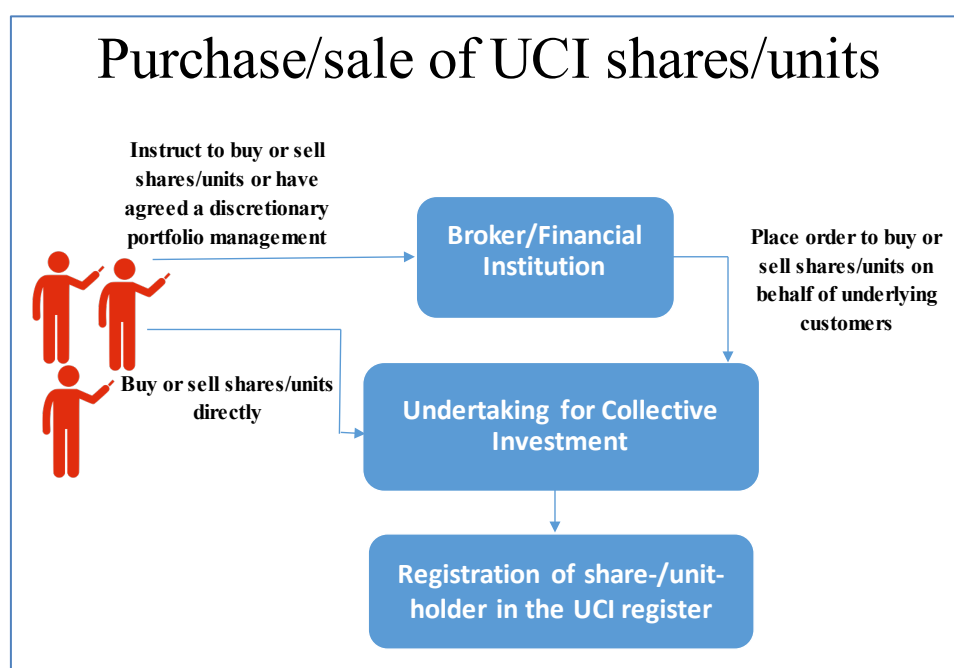 Purchase/sale of UCI shares/units
Instruct to buy or sell
shares/units or have
agreed a discretionary
portfolio management
Broker/Financial
Institution
Place order to buy or
sell shares/units on
behalf of underlying
customers
Buy or sell shares/units
directly
Undertaking for Collective
Investment
Registration of share-/unit-
holder in the UCI register